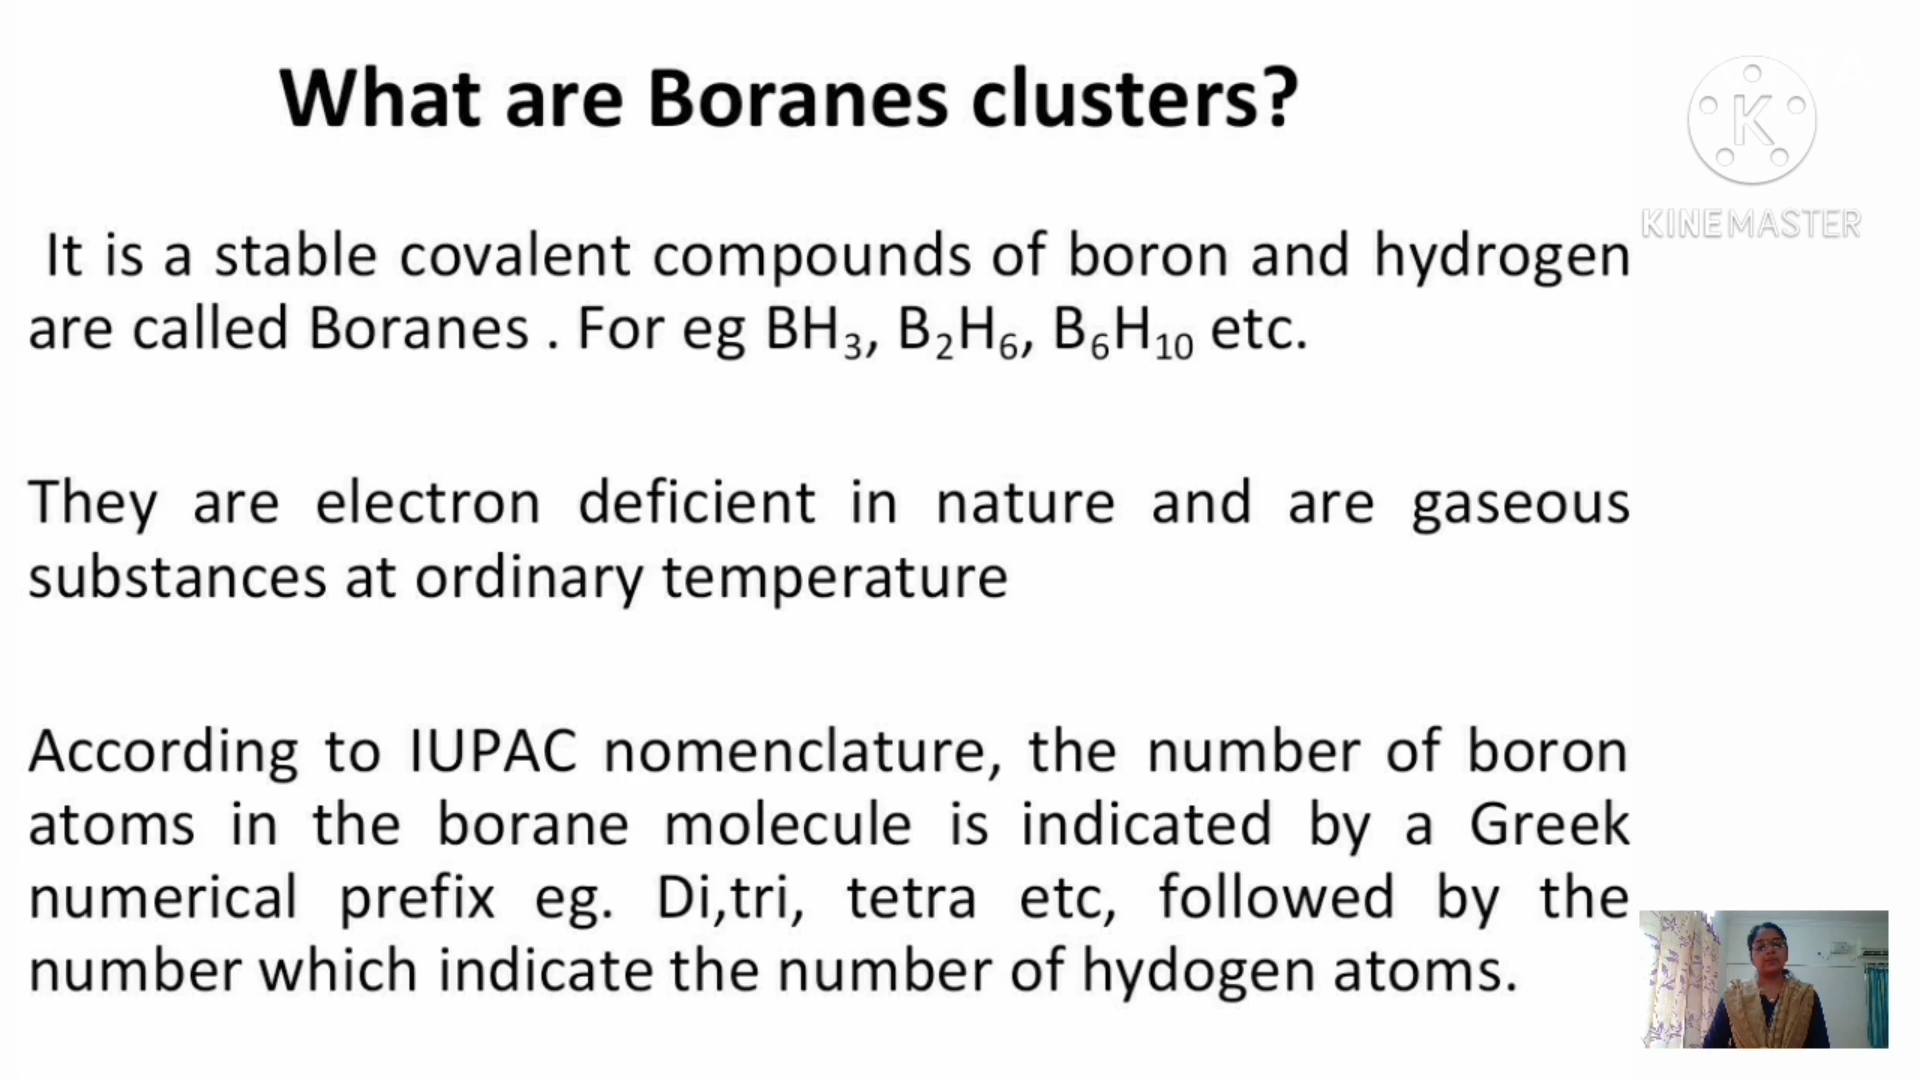 What are Boranes clusters?
K
KINEMASTER
It is a stable covalent compounds of boron and hydrogen
are called Boranes . For eg BH₃, B₂H₆, B₆H₁₀ etc.
They are electron deficient in nature and are gaseous
substances at ordinary temperature
According to IUPAC nomenclature, the number of boron
atoms in the borane molecule is indicated by a Greek
numerical prefix eg. Di,tri, tetra etc, followed by the
number which indicate the number of hydogen atoms.